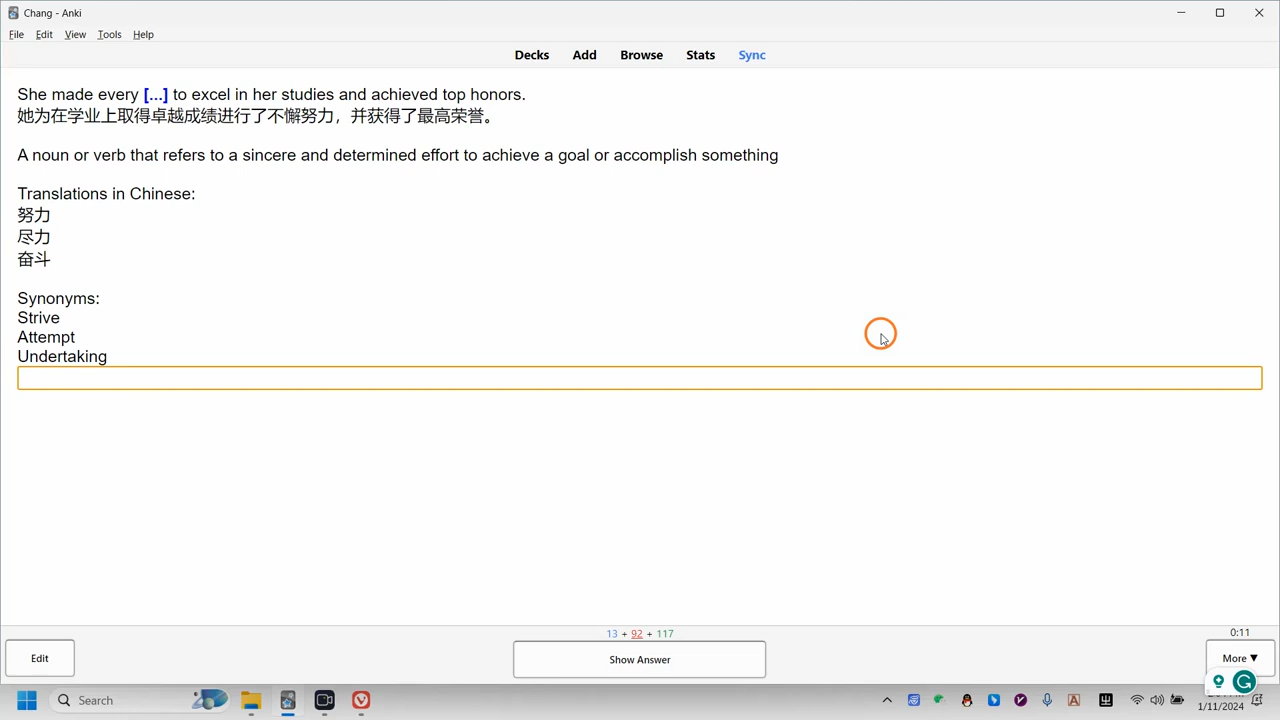 Chang - Anki
File Edit View Tools Help
Decks Add Browse Stats Sync
She made every [...] to excel in her studies and achieved top honors.
她为在学业上取得卓越成绩进行了不懈努力，并获得了最高荣誉。
A noun or verb that refers to a sincere and determined effort to achieve a goal or accomplish something
Translations in Chinese:
努力
尽力
奋斗
Synonyms:
Strive
Attempt
Undertaking
13 + 92 + 117
0:11
Edit
Show Answer
More ▼
Search
1/11/2024